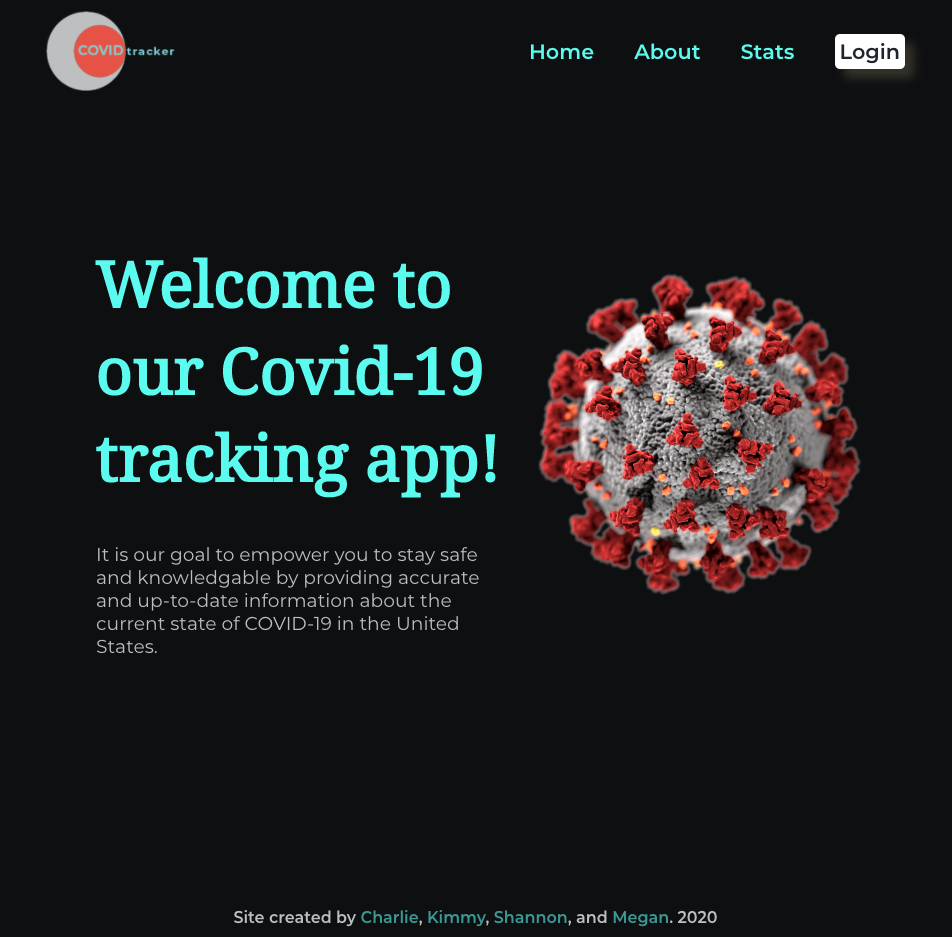 COVID tracker
Home About Stats Login
Welcome to
our Covid-19
tracking app!
It is our goal to empower you to stay safe
and knowledgable by providing accurate
and up-to-date information about the
current state of COVID-19 in the United
States.
Site created by Charlie, Kimmy, Shannon, and Megan. 2020